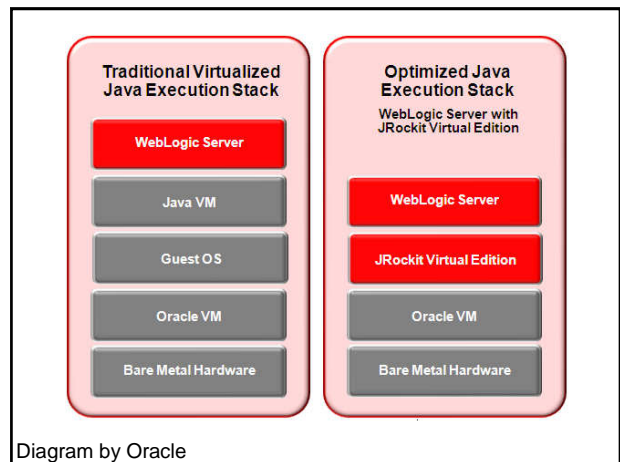 Traditional Virtualized
Java Execution Stack
WebLogic Server
Java VM
Guest OS
Oracle VM
Bare Metal Hardware
Optimized Java
Execution Stack
WebLogic Server with
JRockit Virtual Edition
WebLogic Server
JRockit Virtual Edition
Oracle VM
Bare Metal Hardware
Diagram by Oracle